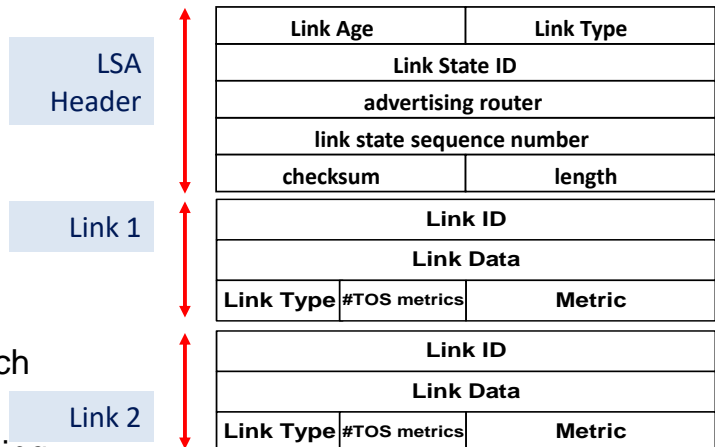 Link Age Link Type
LSA Header
Link State ID
advertising router
link state sequence number
checksum length
Link 1
Link ID
Link Data
Link Type #TOS metrics Metric
ch
Link 2
Link ID
Link Data
Link Type #TOS metrics Metric